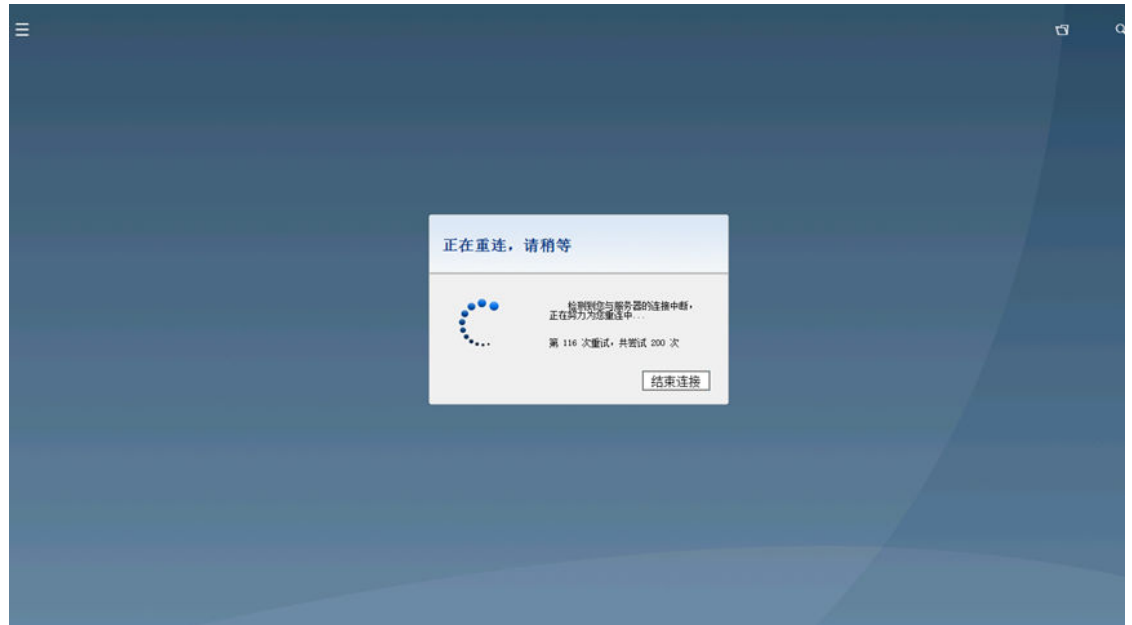 正在重连，请稍等
检测到您与服务器的连接中断，
正在努力为您重连中...
第 116 次重试，共尝试 200 次
结束连接